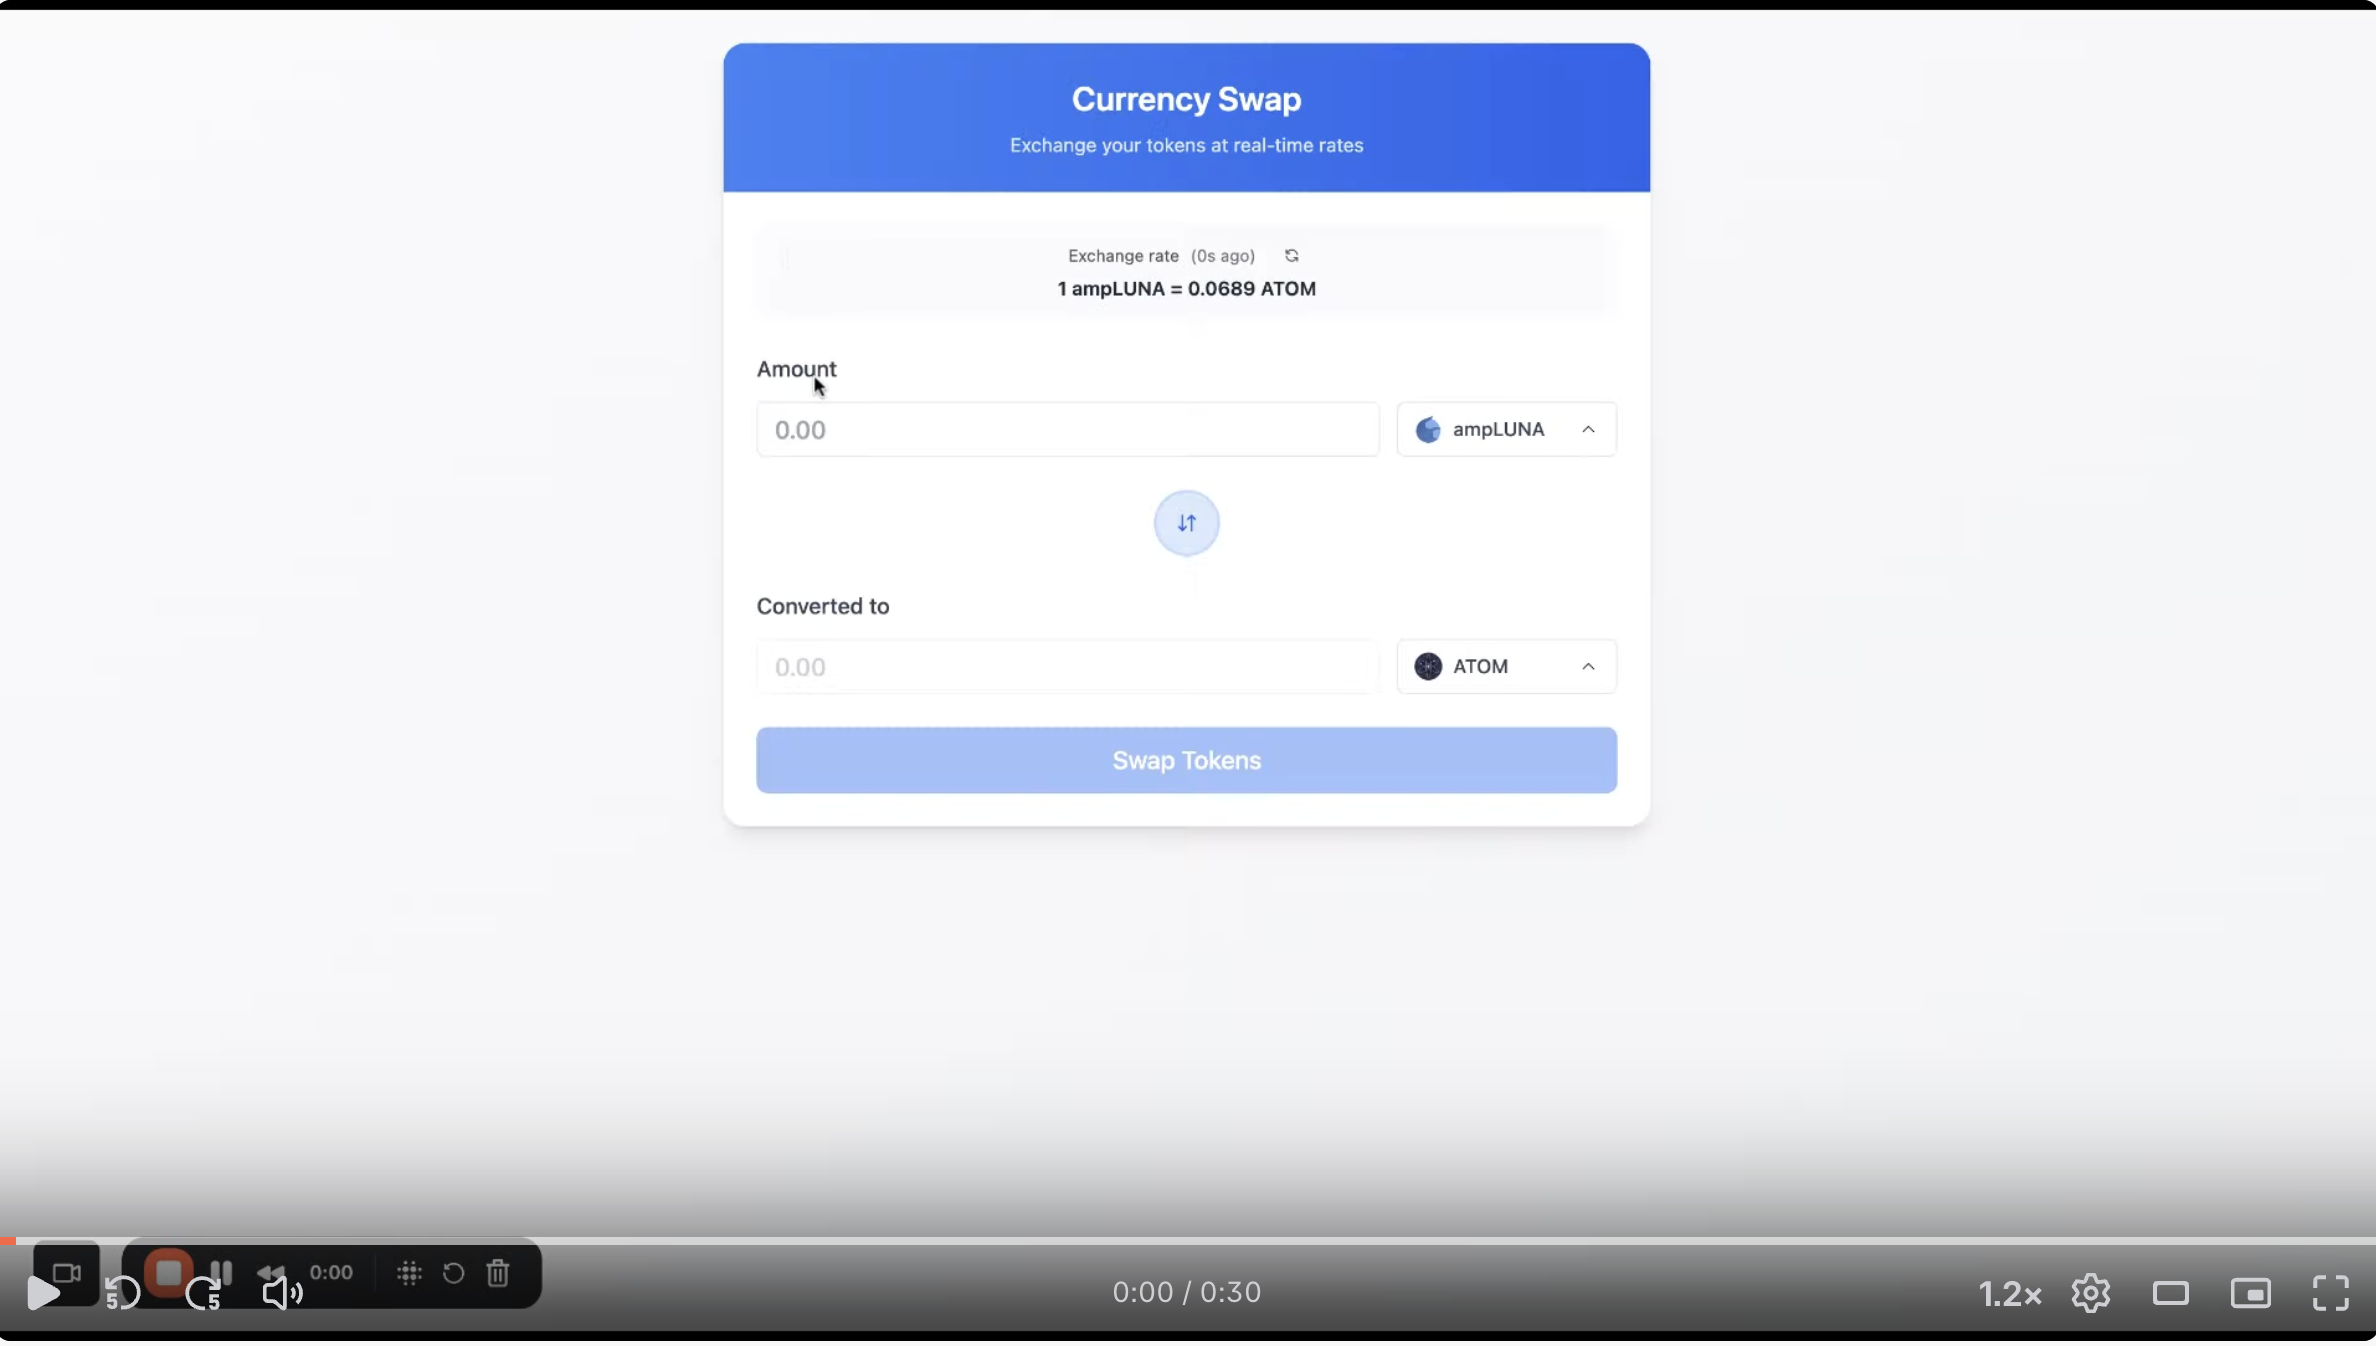 Currency Swap
Exchange your tokens at real-time rates
Exchange rate (0s ago)
1 ampLUNA = 0.0689 ATOM
Amount
0.00
ampLUNA
Converted to
0.00
ATOM
Swap Tokens
5
5
0:00
0:00 / 0:30
1.2×